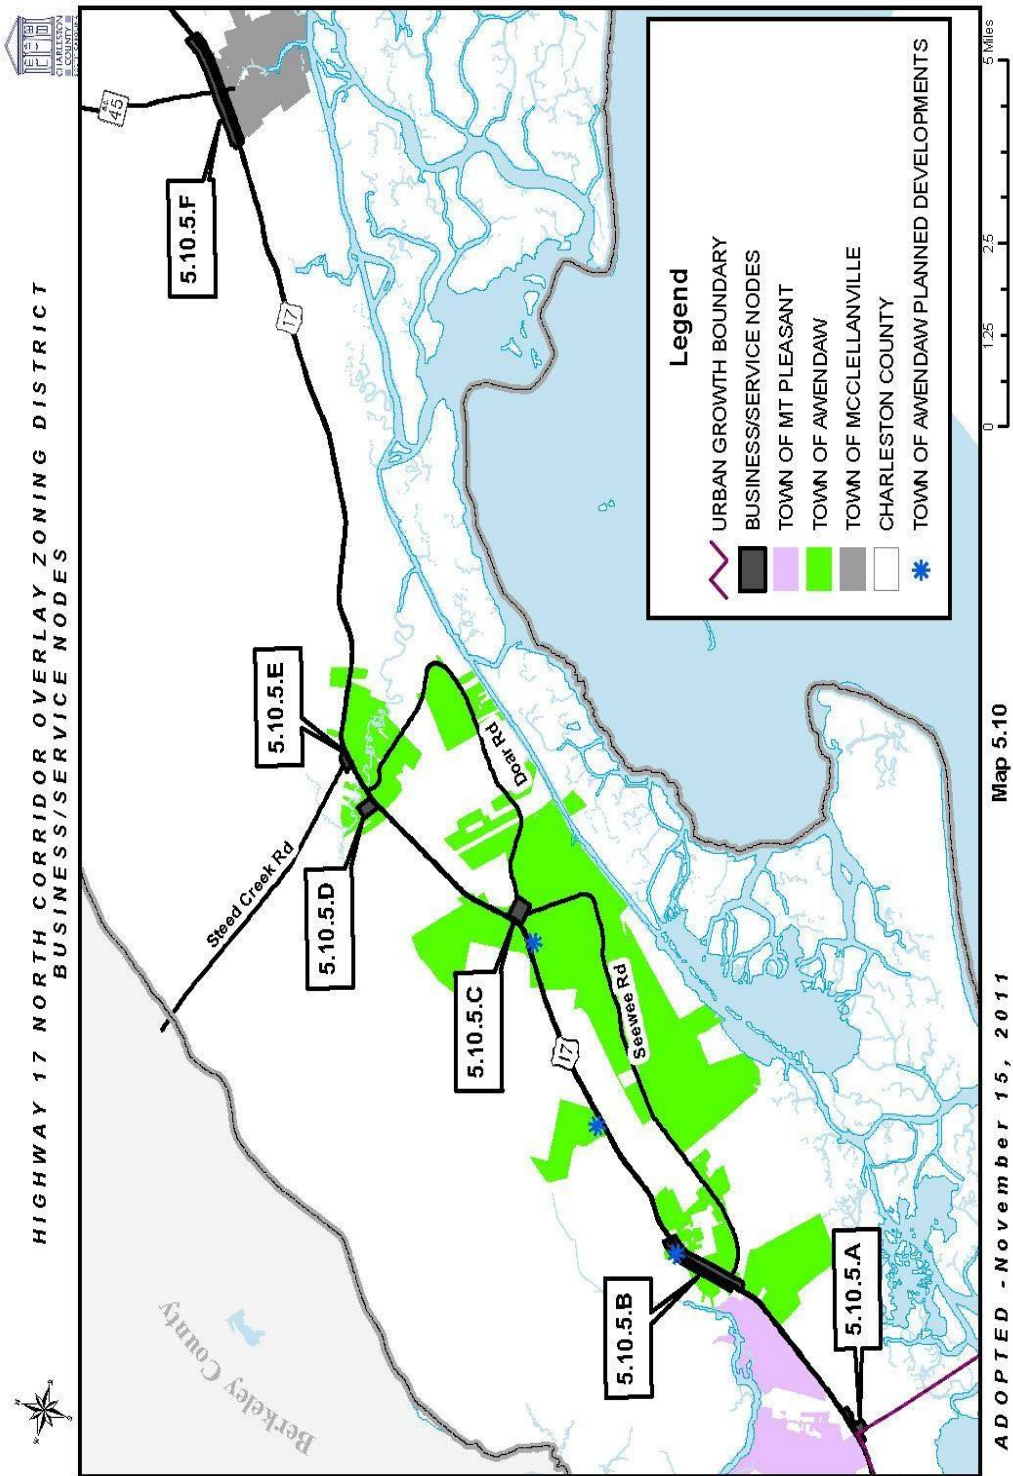 HIGHWAY 17 NORTH CORRIDOR OVERLAY ZONING DISTRICT
BUSINESS/SERVICE NODES
CHARLESTON
COUNTY
S.C.
45
5.10.5.F
17
5.10.5.E
Steed Creek Rd
5.10.5.D
Doar Rd
5.10.5.C
17
Seewee Rd
Berkeley County
5.10.5.B
5.10.5.A
Legend
URBAN GROWTH BOUNDARY
BUSINESS/SERVICE NODES
TOWN OF MT PLEASANT
TOWN OF AWENDAW
TOWN OF MCCLELLANVILLE
CHARLESTON COUNTY
TOWN OF AWENDAW PLANNED DEVELOPMENTS
0 1.25 2.5 5 Miles
Map 5.10
ADOPTED - November 15, 2011